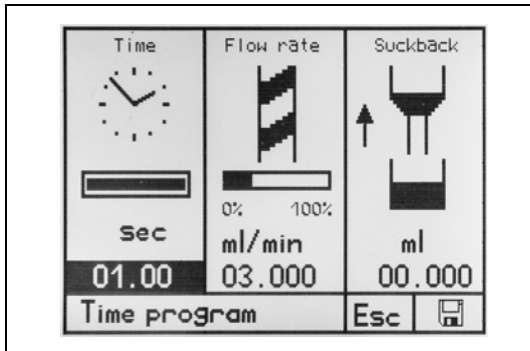 Time Flow rate Suckback
0% 100%
Sec ml/min ml
01.00 03.000 00.000
Time program Esc